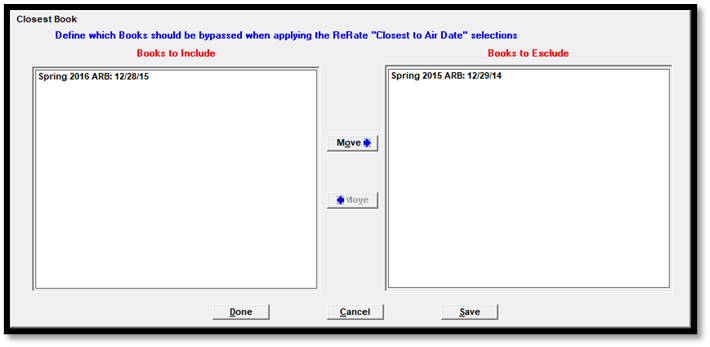 Closest Book
Define which Books should be bypassed when applying the ReRate "Closest to Air Date" selections
Books to Include
Books to Exclude
Spring 2016 ARB: 12/28/15
Spring 2015 ARB: 12/29/14
Move
Move
Done
Cancel
Save